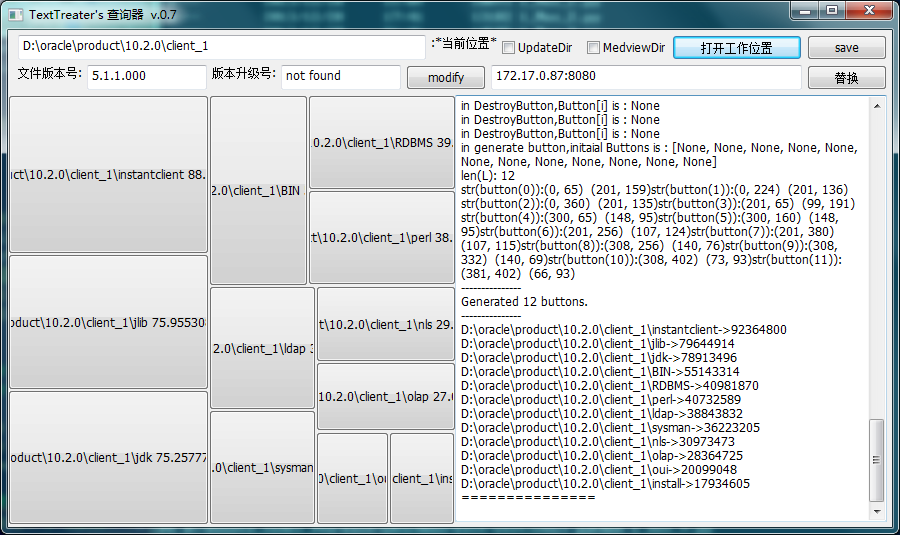 TextTreater's 查询器 v.0.7
D:\oracle\product\10.2.0\client_1
:*当前位置*
UpdateDir
MedviewDir
打开工作位置
save
文件版本号:
5.1.1.000
版本升级号:
not found
modify
172.17.0.87:8080
替换
uct\10.2.0\client_1\instantclient 88.
2.0\client_1\BIN
10.2.0\client_1\RDBMS 39.
ct\10.2.0\client_1\perl 38.
oduct\10.2.0\client_1\jlib 75.95530
2.0\client_1\ldap 3
ct\10.2.0\client_1\nls 29.
10.2.0\client_1\olap 27.0
oduct\10.2.0\client_1\jdk 75.25777
.0\client_1\sysman
0\client_1\ou
client_1\ins
in DestroyButton,Button[i] is : None
in DestroyButton,Button[i] is : None
in DestroyButton,Button[i] is : None
in generate button,initaial Buttons is : [None, None, None, None, None,
None, None, None, None, None, None, None]
len(L): 12
str(button(0)):(0, 65) (201, 159)str(button(1)):(0, 224) (201, 136)
str(button(2)):(0, 360) (201, 135)str(button(3)):(201, 65) (99, 191)
str(button(4)):(300, 65) (148, 95)str(button(5)):(300, 160) (148,
95)str(button(6)):(201, 256) (107, 124)str(button(7)):(201, 380)
(107, 115)str(button(8)):(308, 256) (140, 76)str(button(9)):(308,
332) (140, 69)str(button(10)):(308, 402) (73, 93)str(button(11)):
(381, 402) (66, 93)
---------------
Generated 12 buttons.
---------------
D:\oracle\product\10.2.0\client_1\instantclient->92364800
D:\oracle\product\10.2.0\client_1\jlib->79644914
D:\oracle\product\10.2.0\client_1\jdk->78913496
D:\oracle\product\10.2.0\client_1\BIN->55143314
D:\oracle\product\10.2.0\client_1\RDBMS->40981870
D:\oracle\product\10.2.0\client_1\perl->40732589
D:\oracle\product\10.2.0\client_1\ldap->38843832
D:\oracle\product\10.2.0\client_1\sysman->36223205
D:\oracle\product\10.2.0\client_1\nls->30973473
D:\oracle\product\10.2.0\client_1\olap->28364725
D:\oracle\product\10.2.0\client_1\oui->20099048
D:\oracle\product\10.2.0\client_1\install->17934605
===============